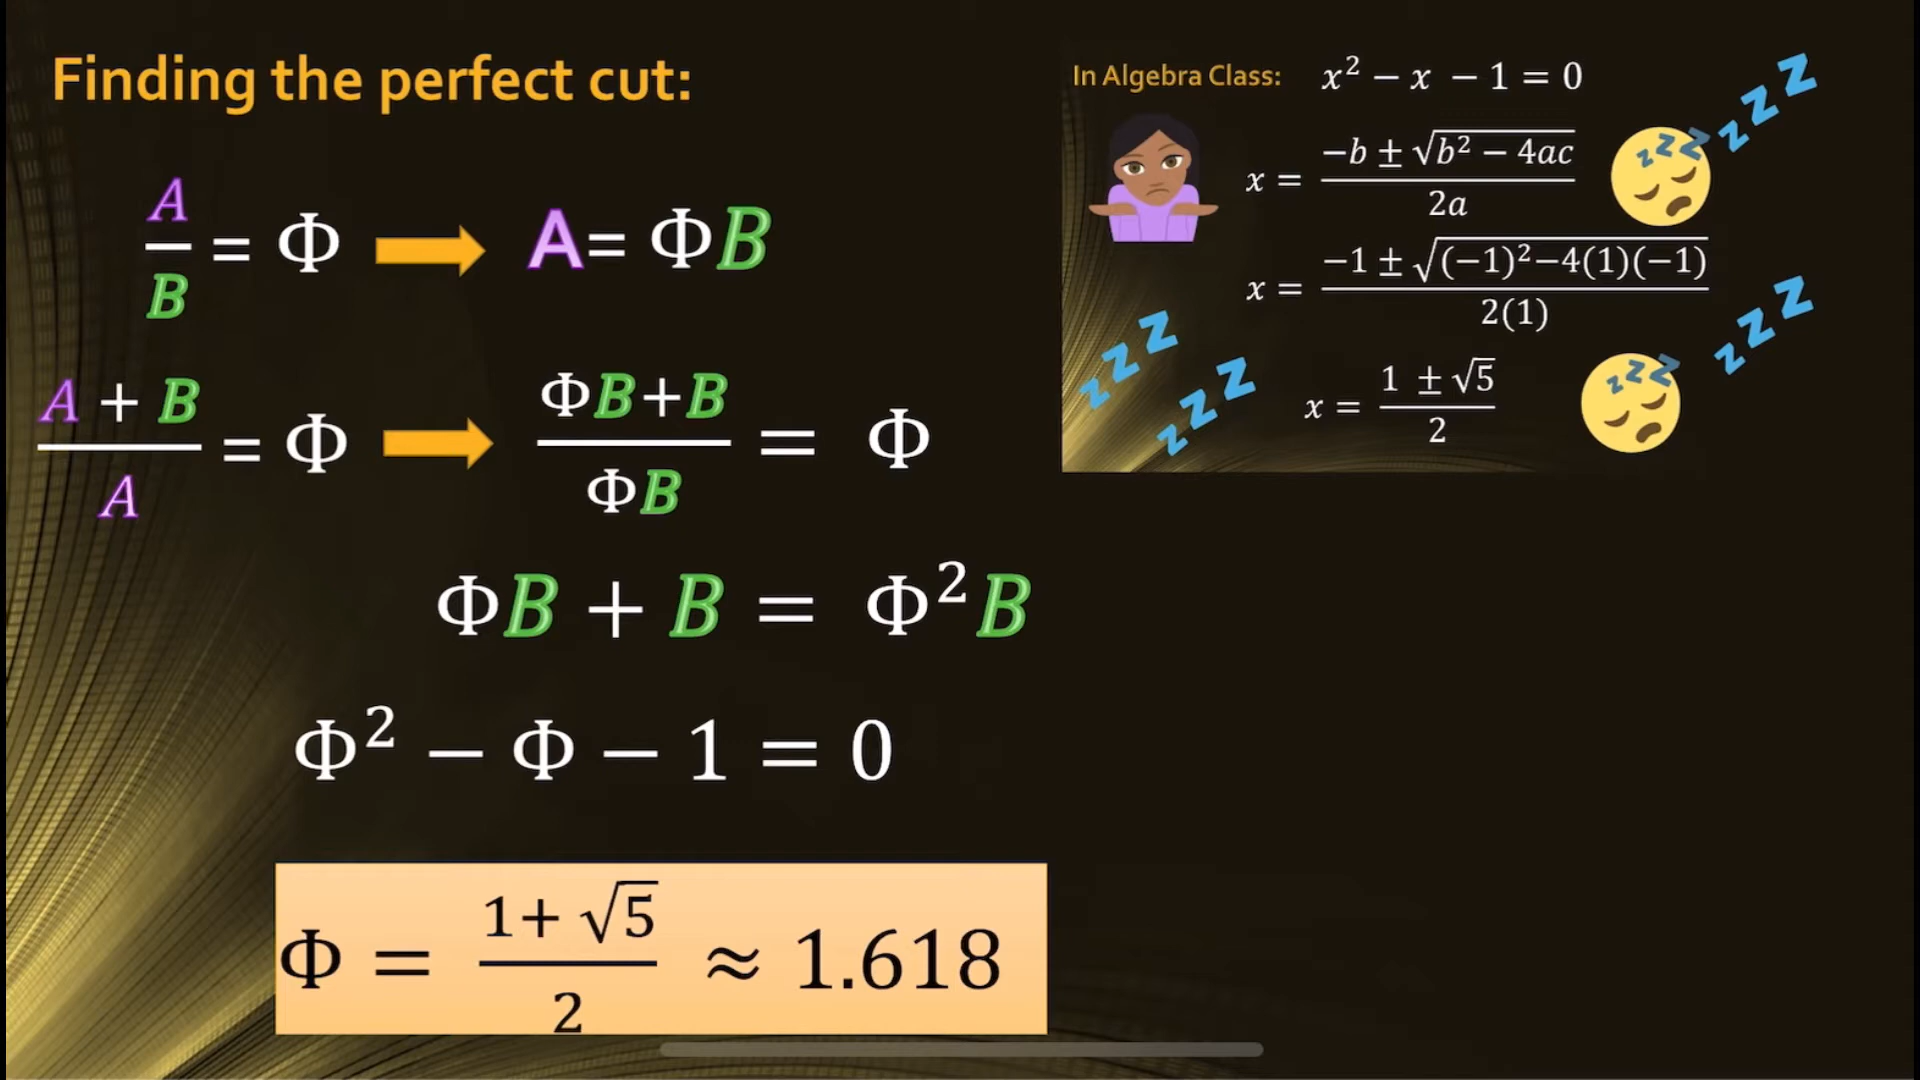 Finding the perfect cut:
A/B = Φ ➡ A= ΦB
(A + B)/A = Φ ➡ (ΦB+B)/(ΦB) = Φ
ΦB + B = Φ²B
Φ² − Φ − 1 = 0
Φ = (1+ √5)/2 ≈ 1.618
In Algebra Class: x² − x − 1 = 0
x = (−b ± √(b² − 4ac))/(2a)
x = (−1 ± √((−1)²−4(1)(−1)))/(2(1))
x = (1 ± √5)/2
z z z
z z z
z z z
z z z
z z z
z z z